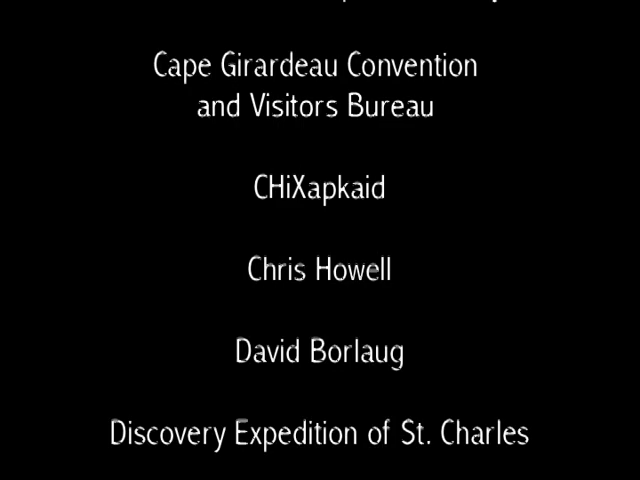 Cape Girardeau Convention
and Visitors Bureau
CHiXapkaid
Chris Howell
David Borlaug
Discovery Expedition of St. Charles